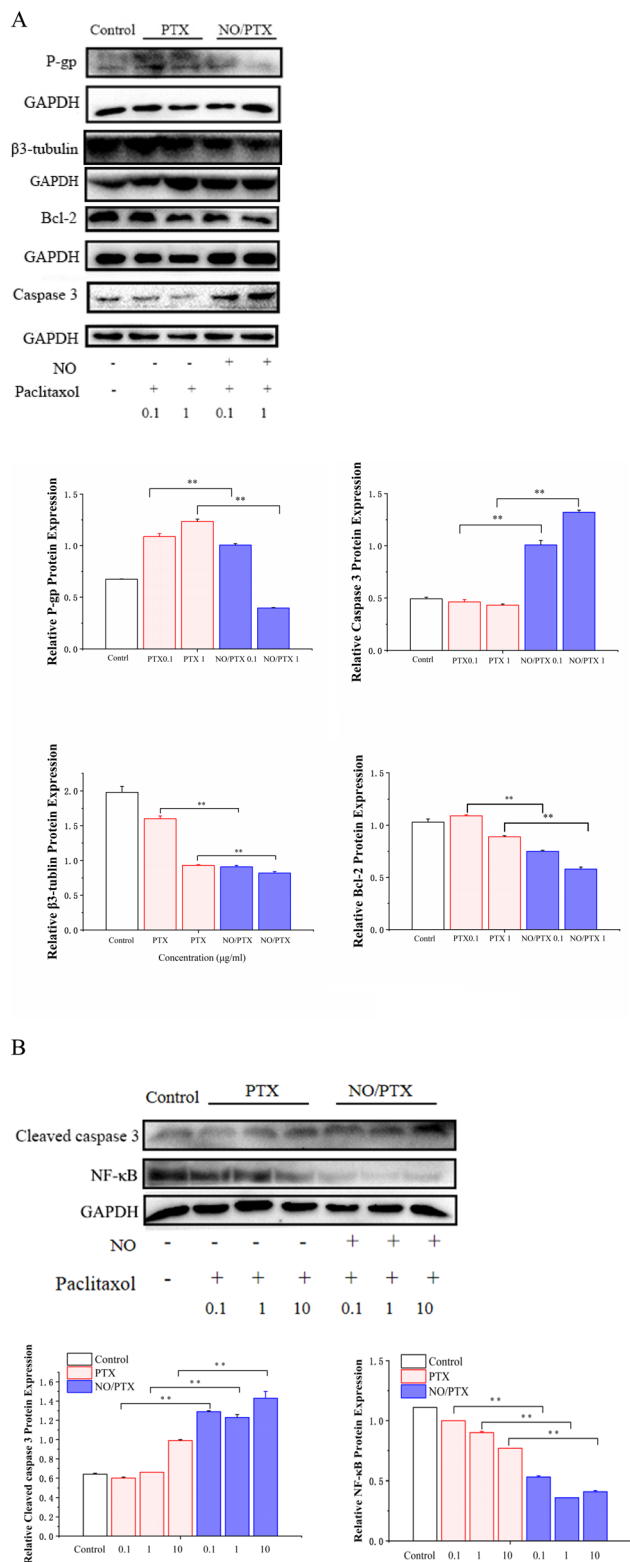 A
Control PTX NO/PTX
P-gp
GAPDH
β3-tubulin
GAPDH
Bcl-2
GAPDH
Caspase 3
GAPDH
NO - - - + +
Paclitaxol - + + + +
0.1 1 0.1 1
Relative P-gp Protein Expression
1.5
1.0
0.5
0.0
** **
Contrl PTX0.1 PTX 1 NO/PTX 0.1 NO/PTX 1
Relative Caspase 3 Protein Expression
1.5
1.0
0.5
0.0
** **
Contrl PTX0.1 PTX 1 NO/PTX 0.1 NO/PTX 1
Relative β3-tublin Protein Expression
2.0
1.5
1.0
0.5
0.0
** **
Control PTX PTX NO/PTX NO/PTX
Concentration (μg/ml)
Relative Bcl-2 Protein Expression
1.5
1.0
0.5
0.0
** **
Contrl PTX0.1 PTX 1 NO/PTX 0.1 NO/PTX 1
B
Control PTX NO/PTX
Cleaved caspase 3
NF-κB
GAPDH
NO - - - - + + +
Paclitaxol - + + + + + +
0.1 1 10 0.1 1 10
Relative Cleaved caspase 3 Protein Expression
1.6
1.4
1.2
1.0
0.8
0.6
0.4
0.2
0.0
Control
PTX
NO/PTX
** ** **
Control 0.1 1 10 0.1 1 10
Relative NF-κB Protein Expression
1.5
1.0
0.5
0.0
Control
PTX
NO/PTX
** ** **
Control 0.1 1 10 0.1 1 10